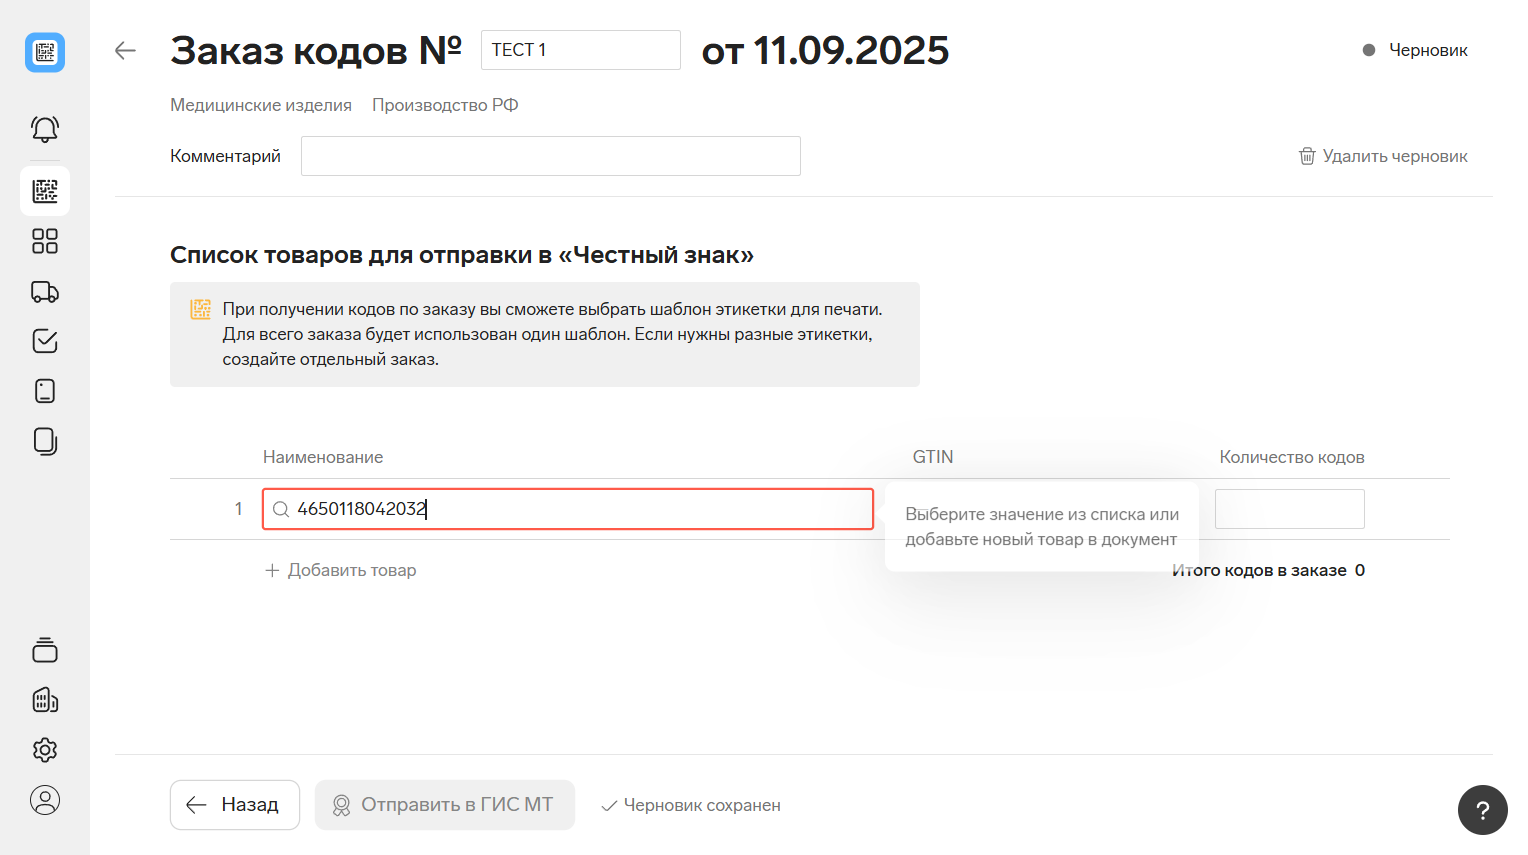 Заказ кодов № ТЕСТ 1 от 11.09.2025
Черновик
Медицинские изделия Производство РФ
Комментарий
Удалить черновик
Список товаров для отправки в «Честный знак»
При получении кодов по заказу вы сможете выбрать шаблон этикетки для печати.
Для всего заказа будет использован один шаблон. Если нужны разные этикетки,
создайте отдельный заказ.
Наименование GTIN Количество кодов
1 4650118042032
Выберите значение из списка или
добавьте новый товар в документ
+ Добавить товар
Итого кодов в заказе 0
Назад Отправить в ГИС МТ Черновик сохранен
?